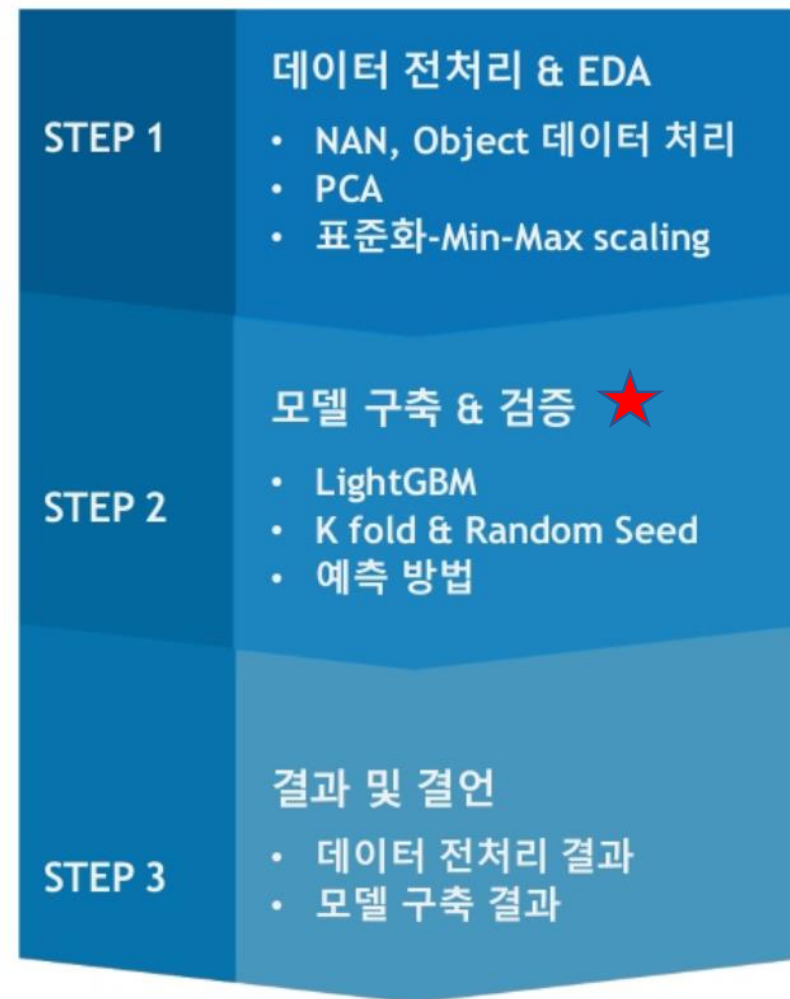 STEP 1
데이터 전처리 & EDA
• NAN, Object 데이터 처리
• PCA
• 표준화-Min-Max scaling
STEP 2
모델 구축 & 검증
• LightGBM
• K fold & Random Seed
• 예측 방법
STEP 3
결과 및 결언
• 데이터 전처리 결과
• 모델 구축 결과